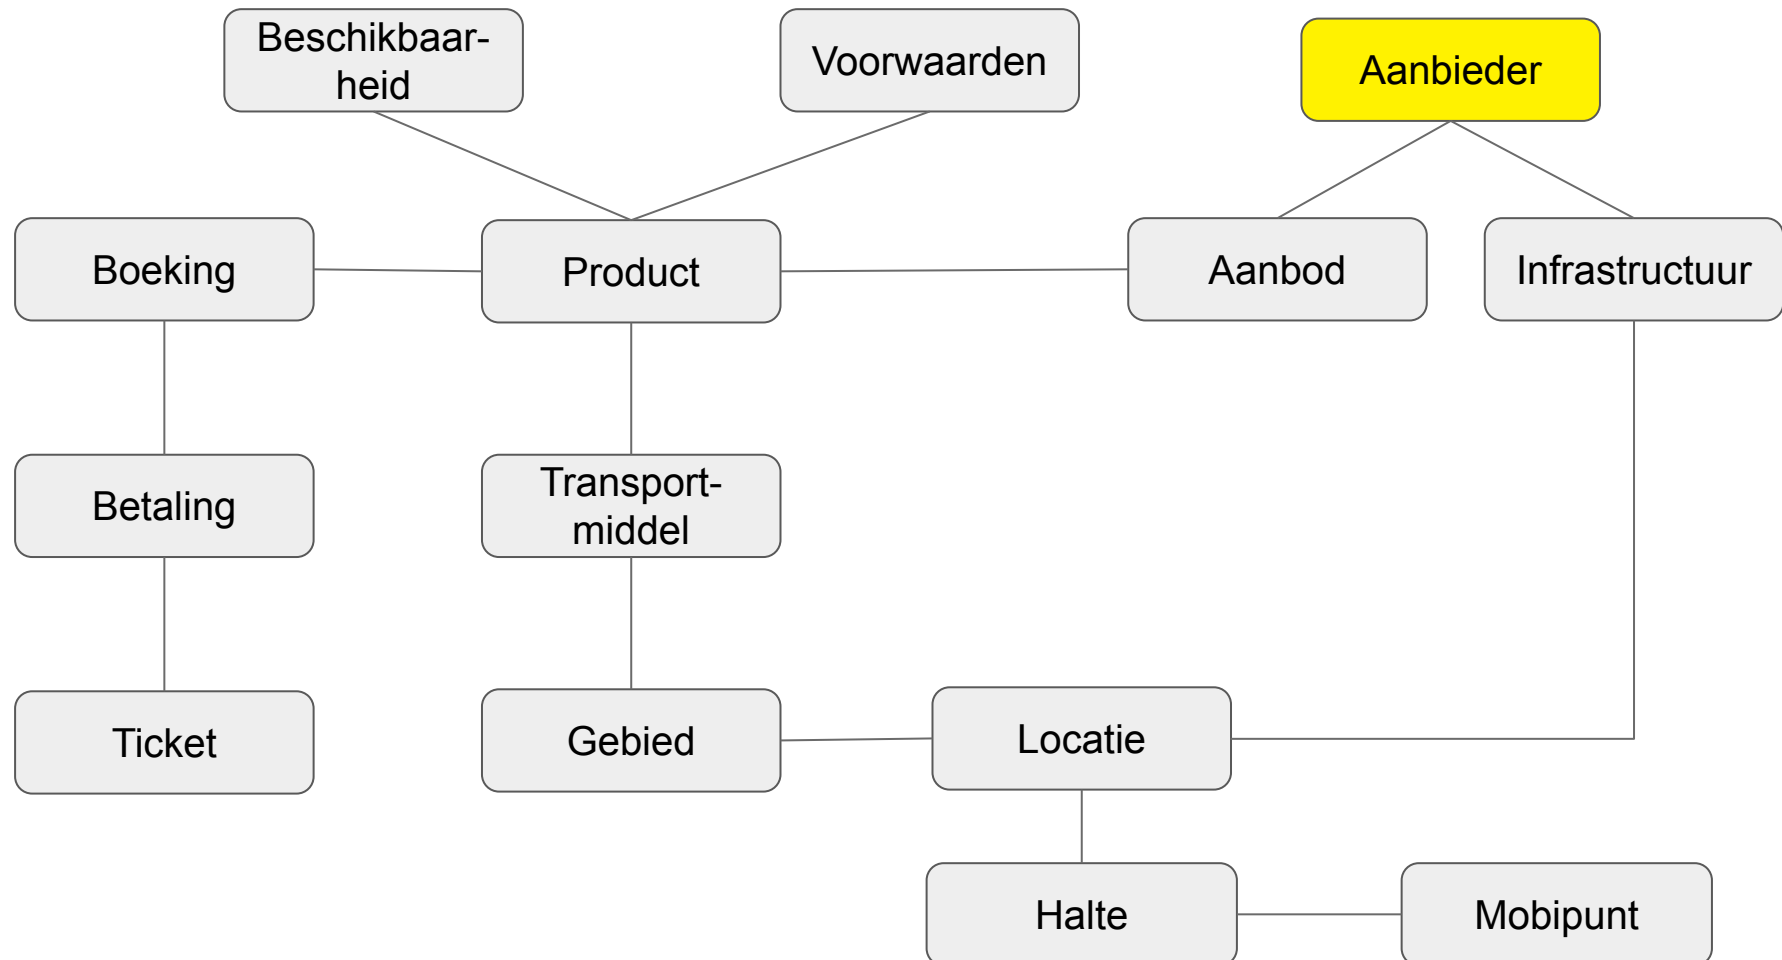 Beschikbaar-
heid
Voorwaarden
Aanbieder
Boeking
Product
Aanbod
Infrastructuur
Betaling
Transport-
middel
Ticket
Gebied
Locatie
Halte
Mobipunt